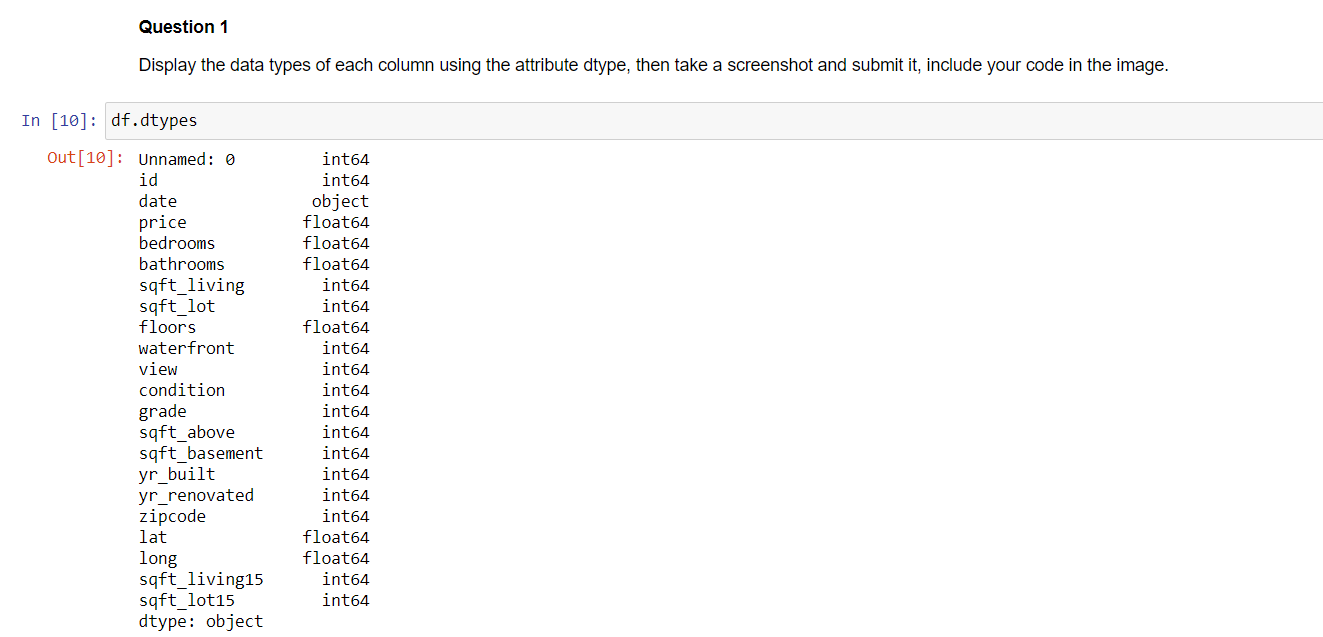 Question 1
Display the data types of each column using the attribute dtype, then take a screenshot and submit it, include your code in the image.
In [10]: df.dtypes
Out[10]: Unnamed: 0 int64
id int64
date object
price float64
bedrooms float64
bathrooms float64
sqft_living int64
sqft_lot int64
floors float64
waterfront int64
view int64
condition int64
grade int64
sqft_above int64
sqft_basement int64
yr_built int64
yr_renovated int64
zipcode int64
lat float64
long float64
sqft_living15 int64
sqft_lot15 int64
dtype: object